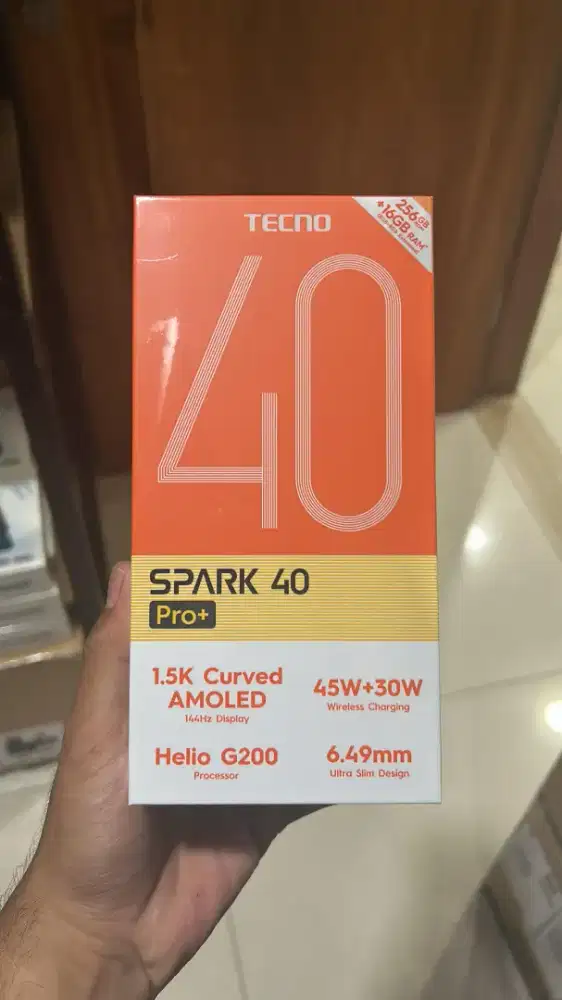 TECNO
256GB
+16GB RAM*
40
SPARK 40
Pro+
1.5K Curved
AMOLED
144Hz Display
45W+30W
Wireless Charging
Helio G200
Processor
6.49mm
Ultra Slim Design